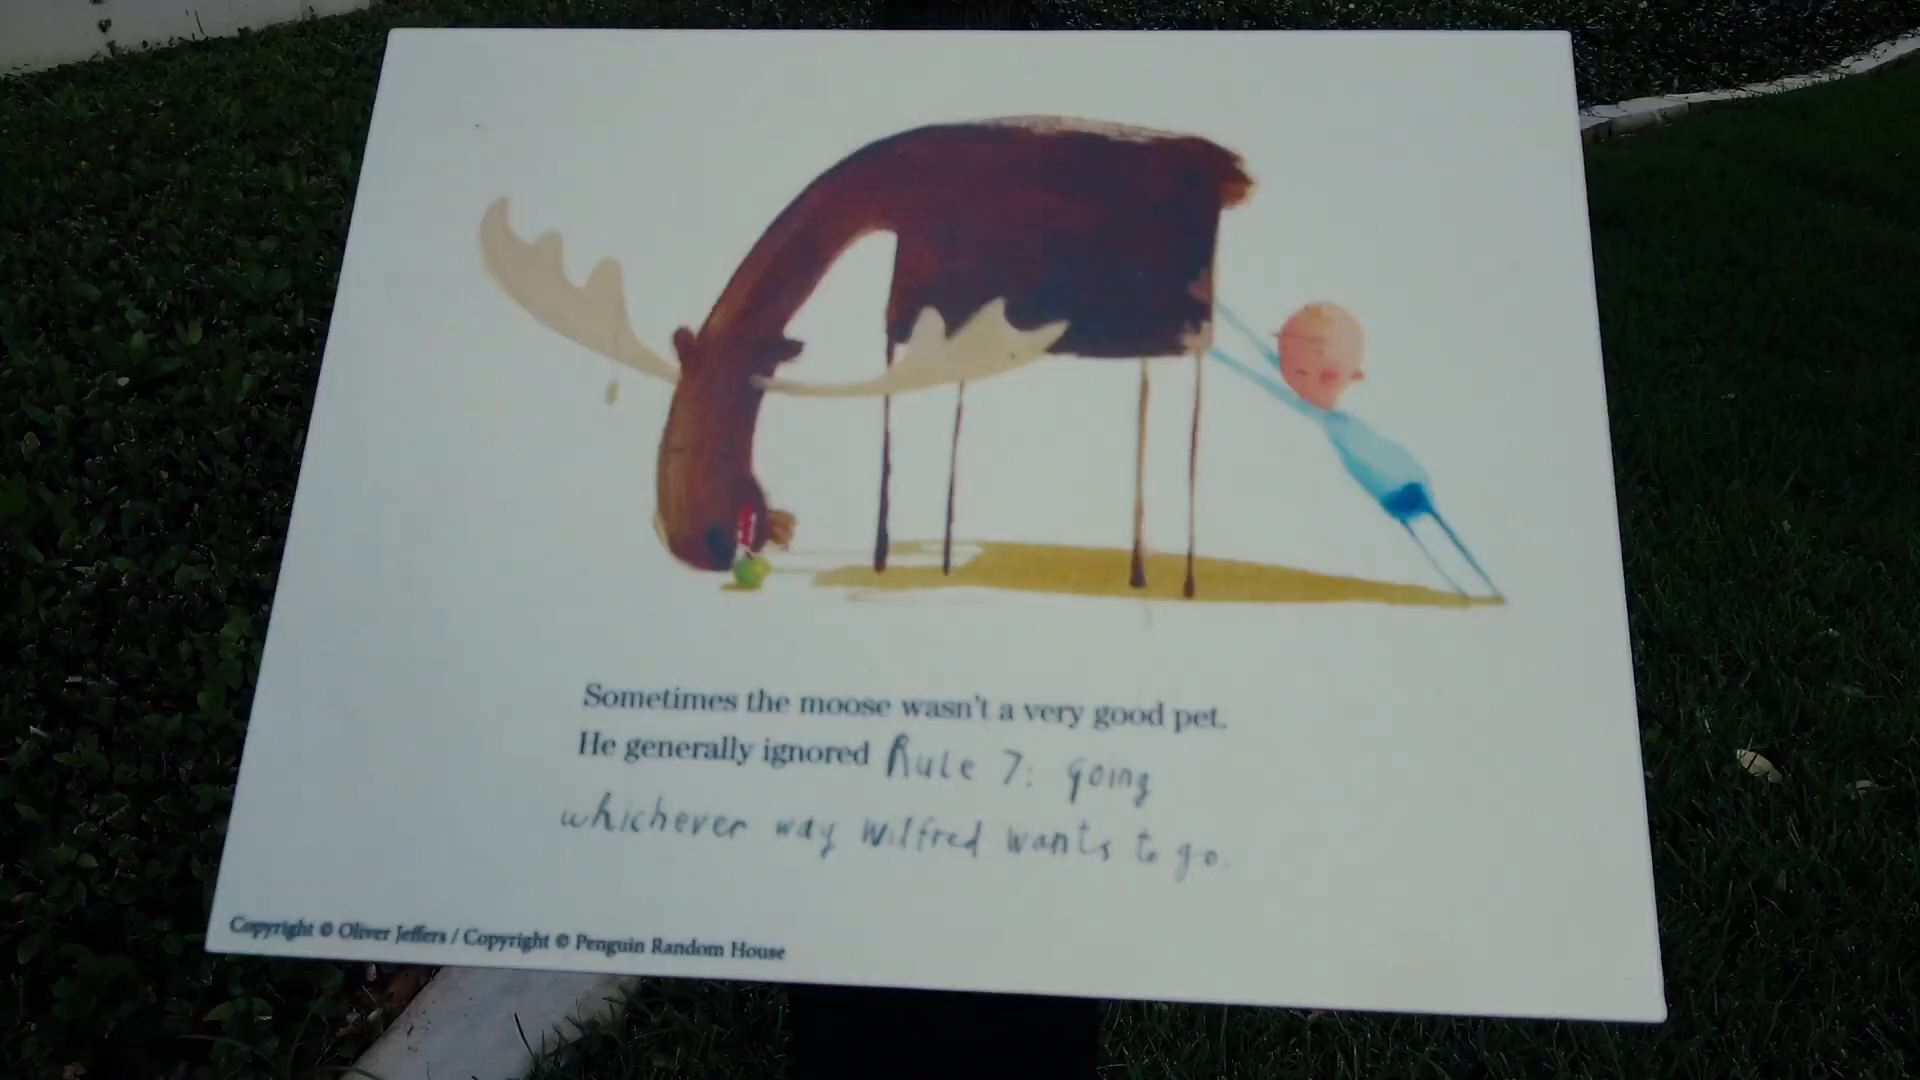 Sometimes the moose wasn't a very good pet.
He generally ignored Rule 7: going
whichever way Wilfred wants to go.
Copyright © Oliver Jeffers / Copyright © Penguin Random House